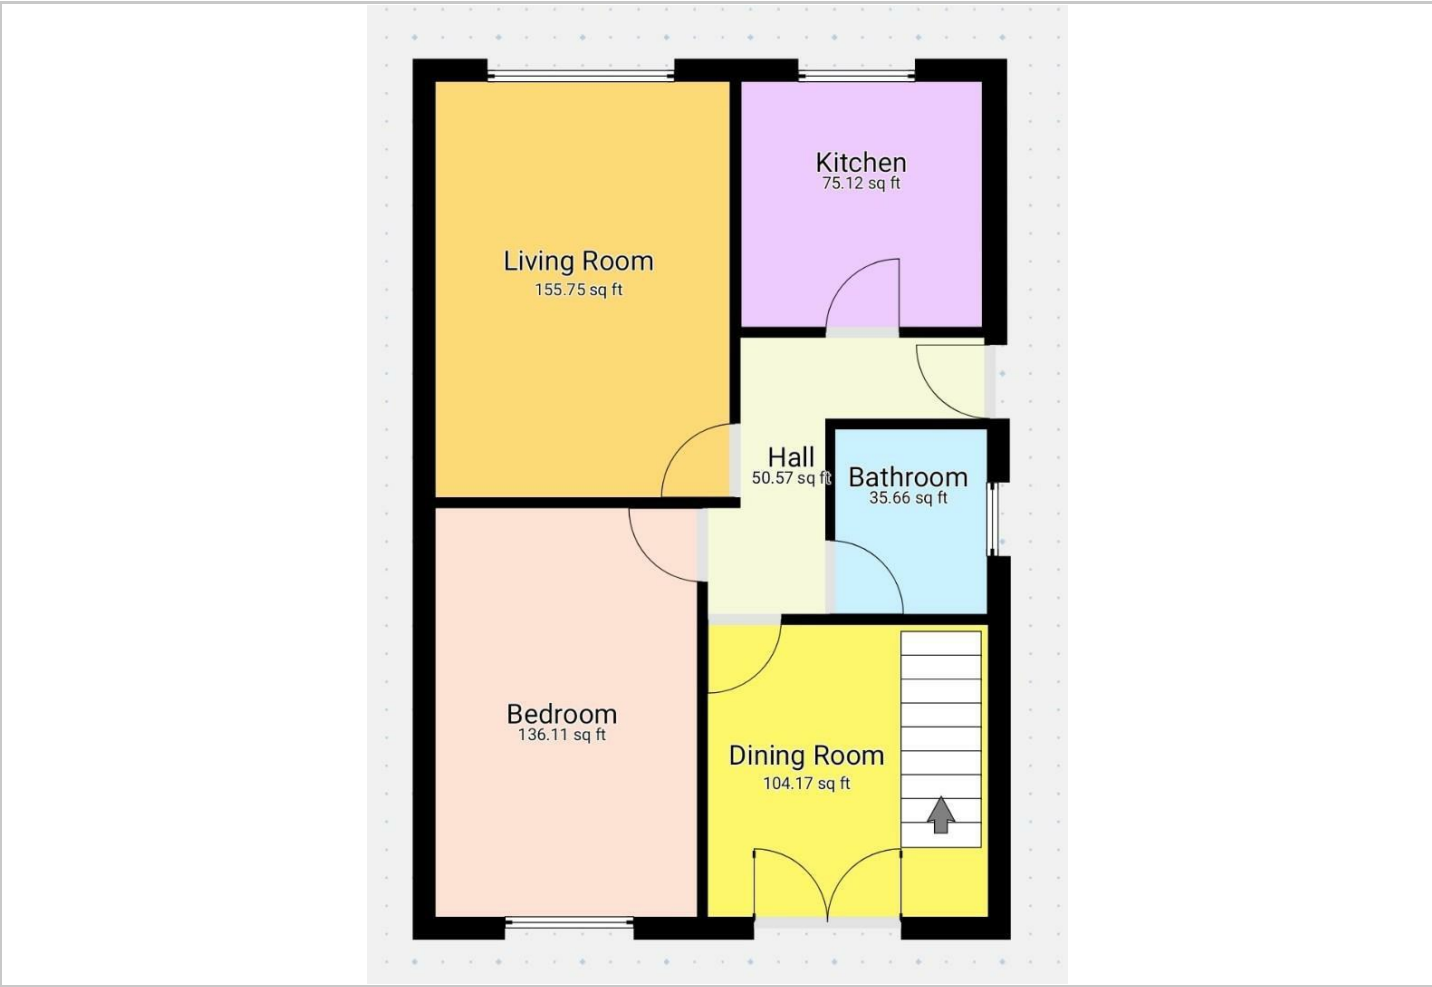 Kitchen
75.12 sq ft
Living Room
155.75 sq ft
Hall
50.57 sq ft
Bathroom
35.66 sq ft
Bedroom
136.11 sq ft
Dining Room
104.17 sq ft